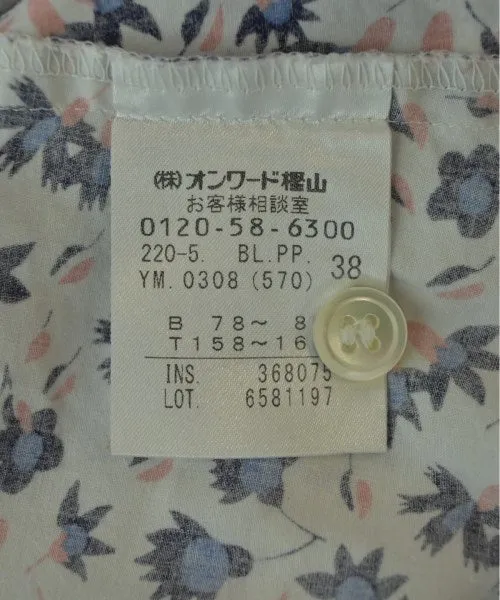 (株)オンワード樫山
お客様相談室
0120-58-6300
220-5. BL.PP. 38
YM.0308(570)
B 78～ 8
T158～16
INS. 368075
LOT. 6581197